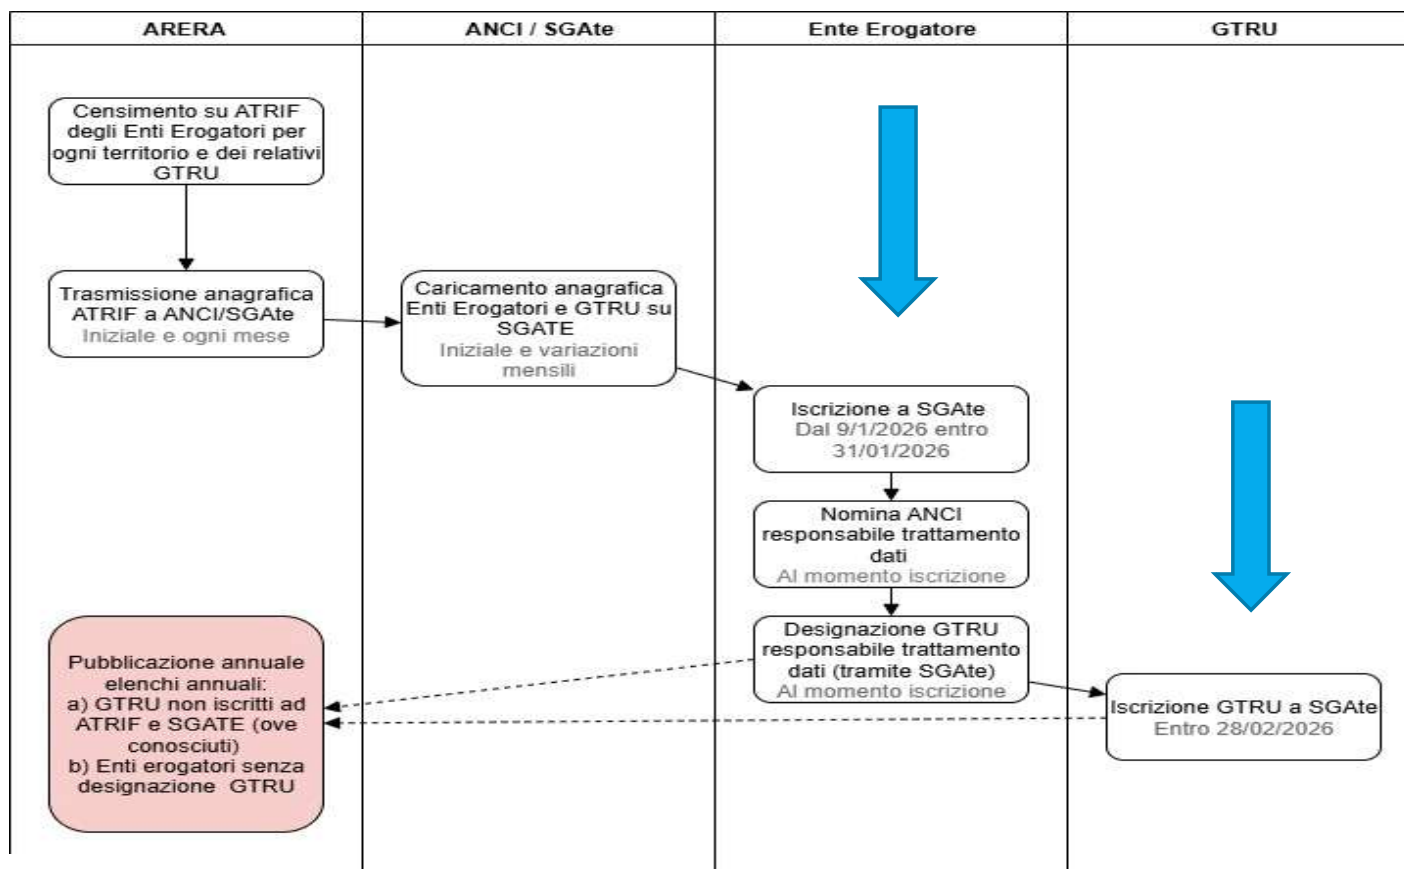 ARERA
ANCI / SGAte
Ente Erogatore
GTRU
Censimento su ATRIF
degli Enti Erogatori per
ogni territorio e dei relativi
GTRU
Trasmissione anagrafica
ATRIF a ANCI/SGAte
Iniziale e ogni mese
Caricamento anagrafica
Enti Erogatori e GTRU su
SGATE
Iniziale e variazioni
mensili
Iscrizione a SGAte
Dal 9/1/2026 entro
31/01/2026
Nomina ANCI
responsabile trattamento
dati
Al momento iscrizione
Designazione GTRU
responsabile trattamento
dati (tramite SGAte)
Al momento iscrizione
Iscrizione GTRU a SGAte
Entro 28/02/2026
Pubblicazione annuale
elenchi annuali:
a) GTRU non iscritti ad
ATRIF e SGATE (ove
conosciuti)
b) Enti erogatori senza
designazione GTRU